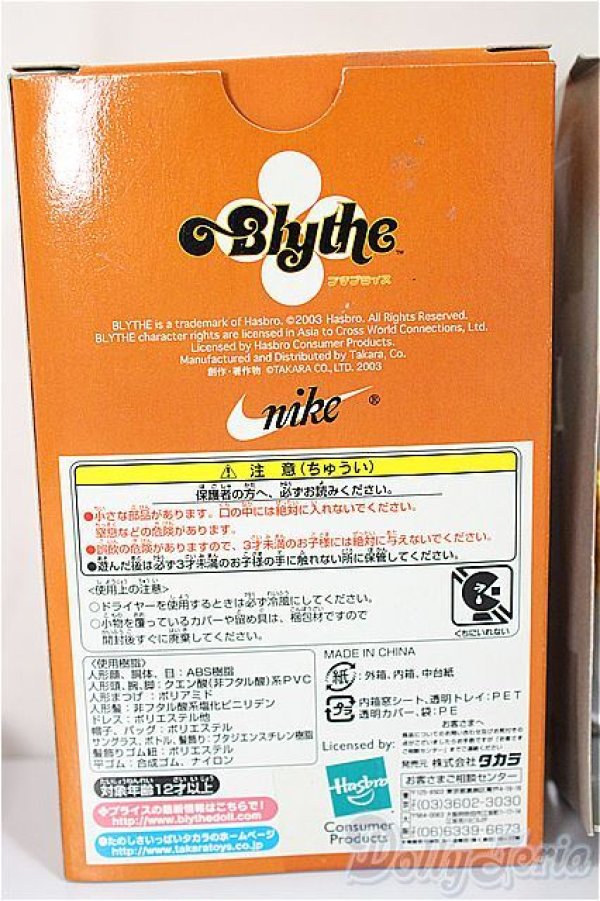 Blythe™
プチブライス
BLYTHE is a trademark of Hasbro. ©2003 Hasbro. All Rights Reserved.
BLYTHE character rights are licensed in Asia to Cross World Connections, Ltd.
Licensed by Hasbro Consumer Products.
Manufactured and Distributed by Takara, Co.
創作・著作物 ©TAKARA CO., LTD. 2003
nike ®
⚠ 注 意(ちゅうい)
保護者の方へ、必ずお読みください。
●小さな部品があります。口の中には絶対に入れないでください。
窒息などの危険があります。
●誤飲の危険がありますので、3才未満のお子様には絶対に与えないでください。
●遊んだ後は必ず3才未満のお子様の手に触れない所に保管してください。
<使用上の注意>
○ドライヤーを使用するときは必ず冷風にしてください。
○小物を覆っているカバーや留め具は、梱包材ですので
開封後すぐに廃棄してください。
くちにいれない
〈使用樹脂〉
人形顔、胴体、目:ABS樹脂
人形頭、腕、脚:クエン酸(非フタル酸)系PVC
人形まつげ:ポリアミド
人形髪:非フタル酸系塩化ビニリデン
ドレス:ポリエステル他
帽子、バッグ:ポリエステル
サングラス、ボトル、髪飾り:ブタジエンスチレン樹脂
髪飾りゴム紐:ポリエステル
平ゴム:合成ゴム、ナイロン
MADE IN CHINA
紙:外箱、内箱、中台紙
プラ:内箱窓シート、透明トレイ:PET
透明カバー、袋:PE
お客さまへ
Licensed by:
Hasbro
Consumer
Products
発売元 株式会社 タカラ
お客さまご相談センター
(03)3602-3030
(06)6339-6673
対象年齢12才以上
ブライスの最新情報はこちらで!
http://www.blythedoll.com
●たのしさいっぱいタカラのホームページ
http://www.takaratoys.co.jp
DollyTeria